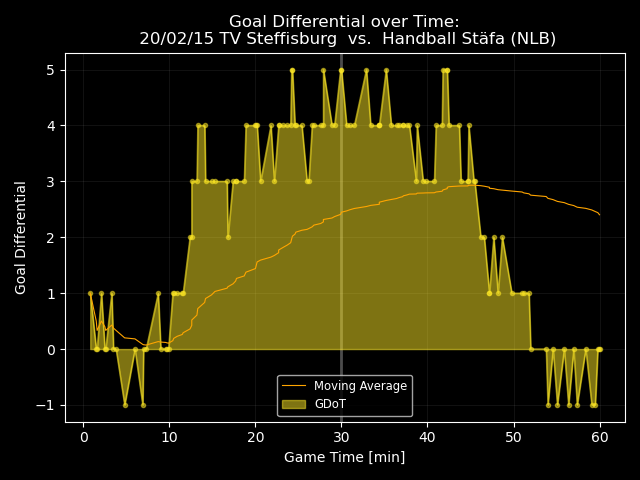 Goal Differential over Time:
20/02/15 TV Steffisburg vs. Handball Stäfa (NLB)
5
4
3
2
1
0
−1
Goal Differential
Moving Average
GDoT
0 10 20 30 40 50 60
Game Time [min]